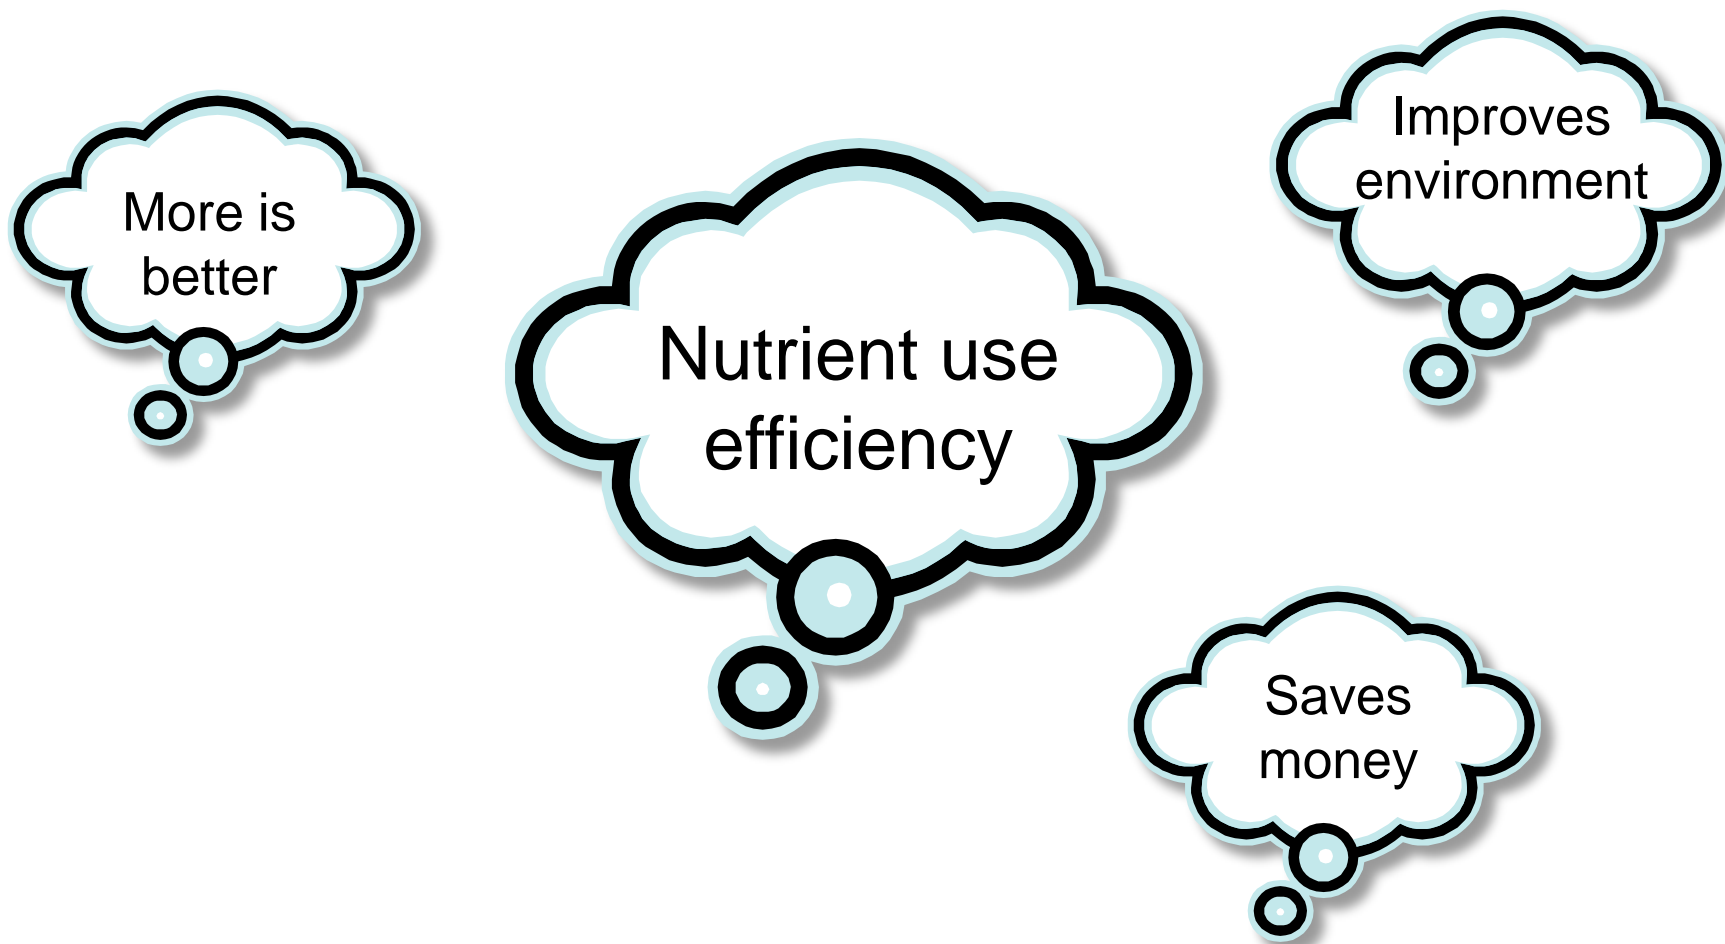 More is
better
Nutrient use
efficiency
Improves
environment
Saves
money